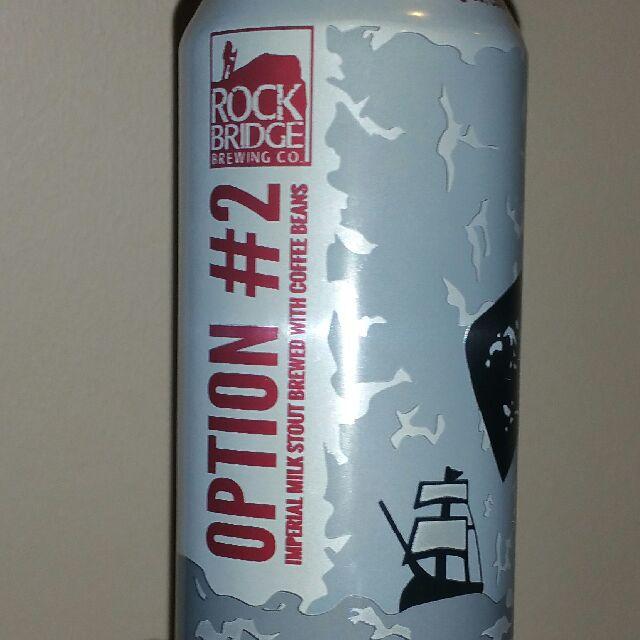 ROCK
BRIDGE
BREWING CO.
OPTION #2
IMPERIAL MILK STOUT BREWED WITH COFFEE BEANS